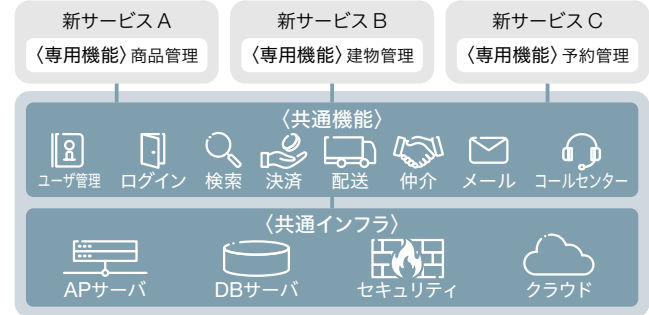 新サービス A
〈専用機能〉商品管理
新サービス B
〈専用機能〉建物管理
新サービス C
〈専用機能〉予約管理
〈共通機能〉
ユーザ管理 ログイン 検索 決済 配送 仲介 メール コールセンター
〈共通インフラ〉
APサーバ DBサーバ セキュリティ クラウド